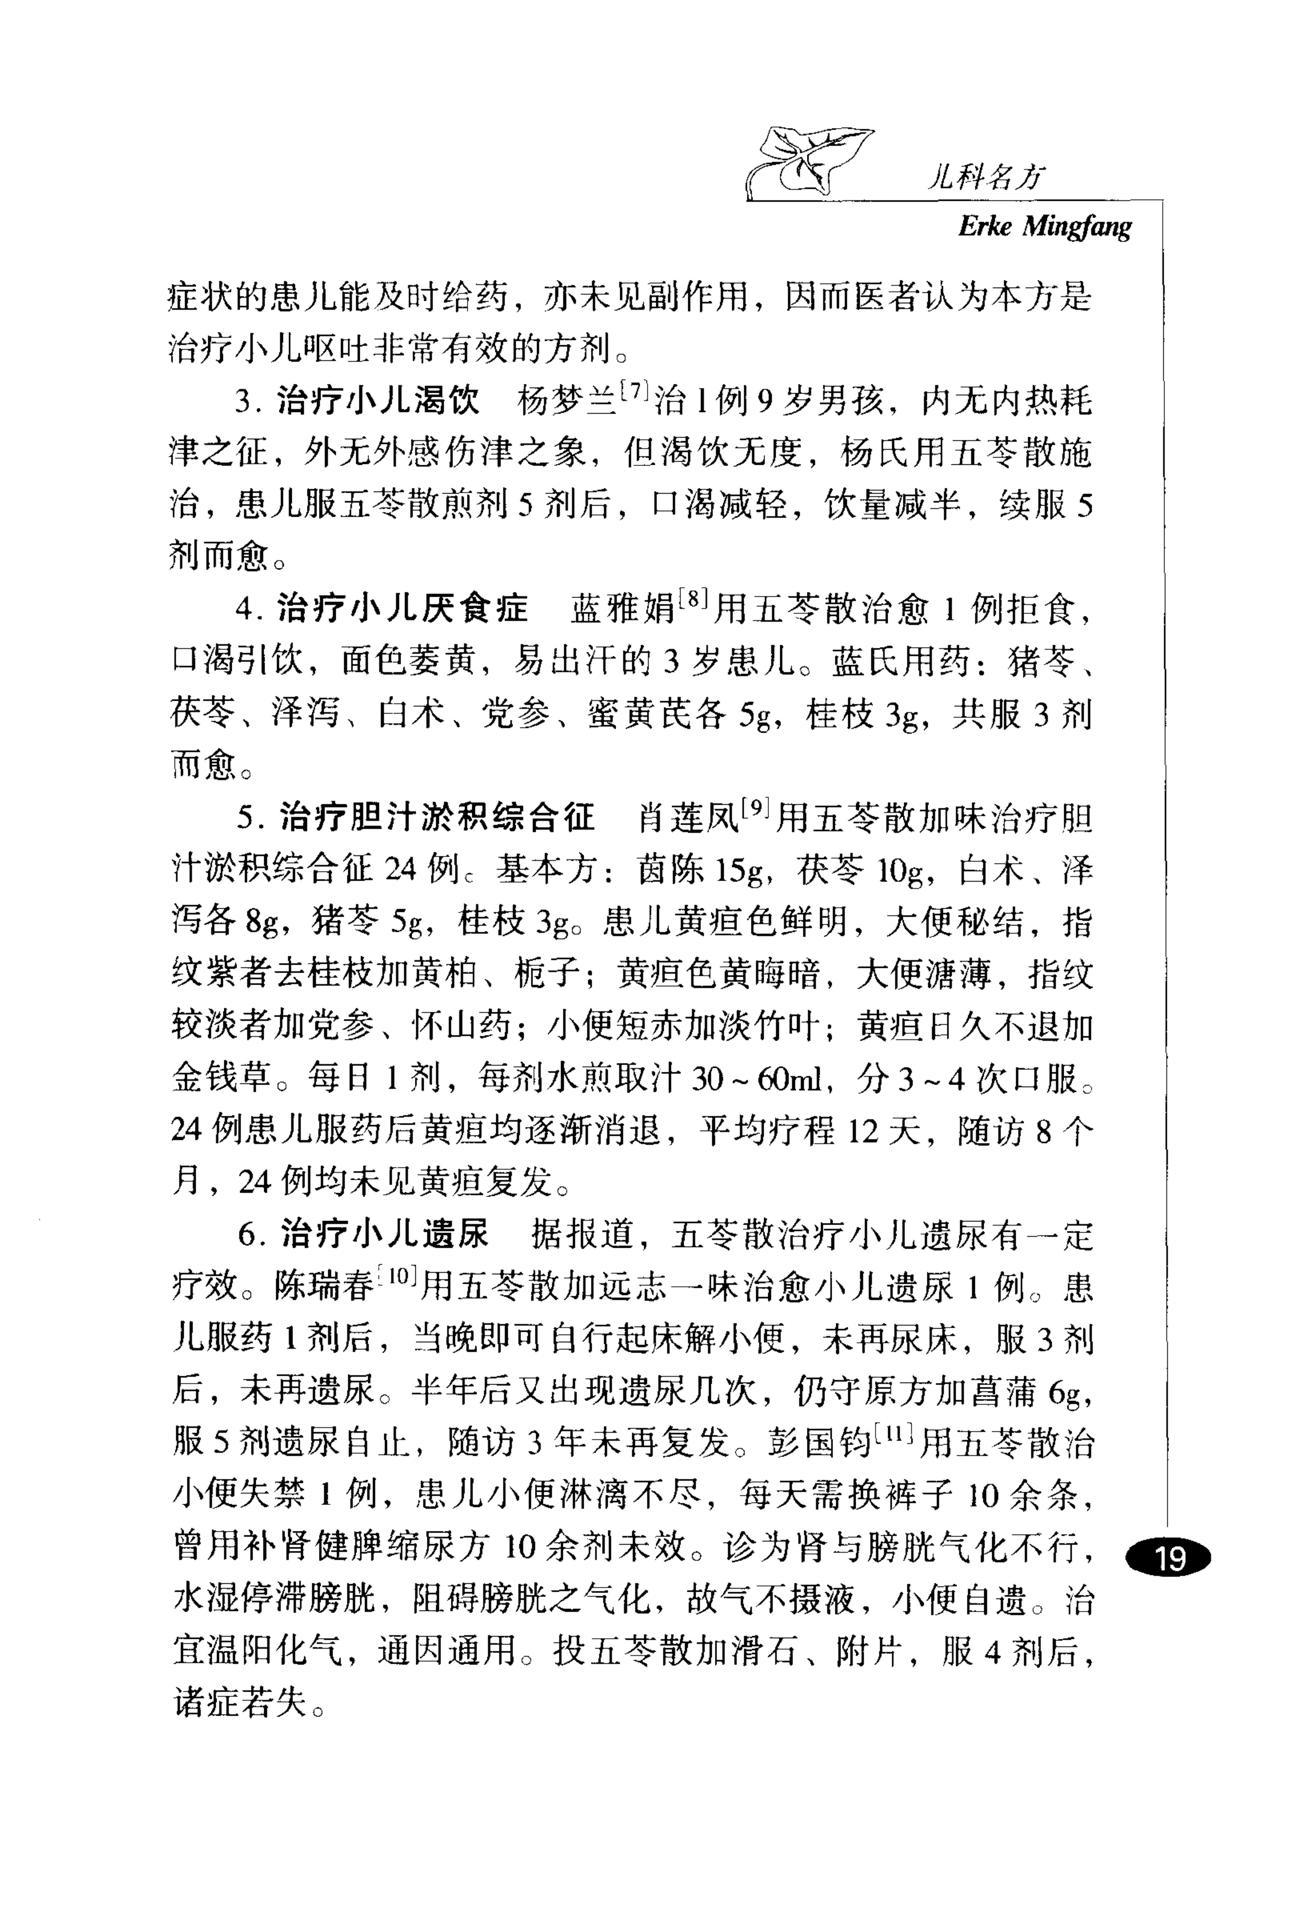 儿科名方
Erke Mingfang
症状的患儿能及时给药，亦未见副作用，因而医者认为本方是
治疗小儿呕吐非常有效的方剂。
3. 治疗小儿渴饮　杨梦兰[7]治1例9岁男孩，内无内热耗
津之征，外无外感伤津之象，但渴饮无度，杨氏用五苓散施
治，患儿服五苓散煎剂5剂后，口渴减轻，饮量减半，续服5
剂而愈。
4. 治疗小儿厌食症　蓝雅娟[8]用五苓散治愈1例拒食，
口渴引饮，面色萎黄，易出汗的3岁患儿。蓝氏用药：猪苓、
茯苓、泽泻、白术、党参、蜜黄芪各5g，桂枝3g，共服3剂
而愈。
5. 治疗胆汁淤积综合征　肖莲凤[9]用五苓散加味治疗胆
汁淤积综合征24例。基本方：茵陈15g，茯苓10g，白术、泽
泻各8g，猪苓5g，桂枝3g。患儿黄疸色鲜明，大便秘结，指
纹紫者去桂枝加黄柏、栀子；黄疸色黄晦暗，大便溏薄，指纹
较淡者加党参、怀山药；小便短赤加淡竹叶；黄疸日久不退加
金钱草。每日1剂，每剂水煎取汁30～60ml，分3～4次口服。
24例患儿服药后黄疸均逐渐消退，平均疗程12天，随访8个
月，24例均未见黄疸复发。
6. 治疗小儿遗尿　据报道，五苓散治疗小儿遗尿有一定
疗效。陈瑞春[10]用五苓散加远志一味治愈小儿遗尿1例。患
儿服药1剂后，当晚即可自行起床解小便，未再尿床，服3剂
后，未再遗尿。半年后又出现遗尿几次，仍守原方加菖蒲6g，
服5剂遗尿自止，随访3年未再复发。彭国钧[11]用五苓散治
小便失禁1例，患儿小便淋漓不尽，每天需换裤子10余条，
曾用补肾健脾缩尿方10余剂未效。诊为肾与膀胱气化不行，
水湿停滞膀胱，阻碍膀胱之气化，故气不摄液，小便自遗。治
宜温阳化气，通因通用。投五苓散加滑石、附片，服4剂后，
诸症若失。
19